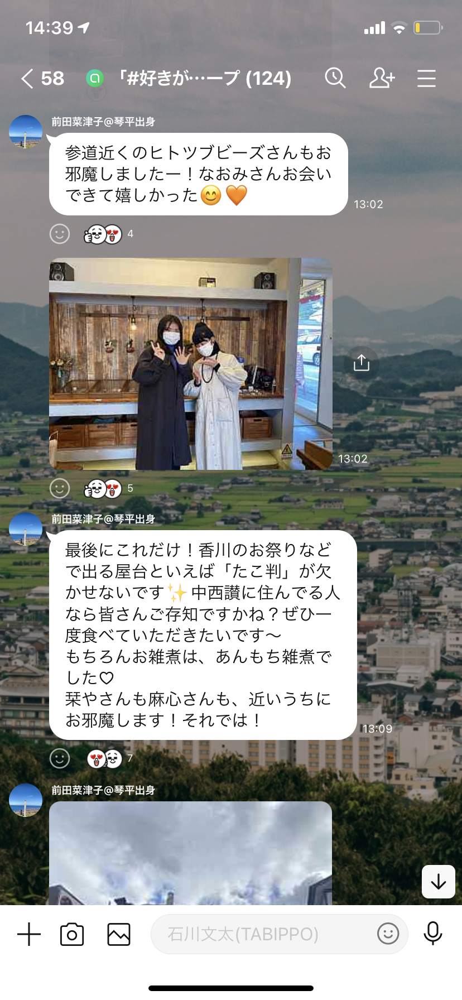 14:39
58 「#好きが…ープ (124)
前田菜津子@琴平出身
参道近くのヒトツブビーズさんもお
邪魔しましたー！なおみさんお会い
できて嬉しかった😊🧡
13:02
4
13:02
5
前田菜津子@琴平出身
最後にこれだけ！香川のお祭りなど
で出る屋台といえば「たこ判」が欠
かせないです✨中西讃に住んでる人
なら皆さんご存知ですかね？ぜひ一
度食べていただきたいです〜
もちろんお雑煮は、あんもち雑煮で
した♡
栞やさんも麻心さんも、近いうちに
お邪魔します！それでは！
13:09
7
前田菜津子@琴平出身
石川文太(TABIPPO)